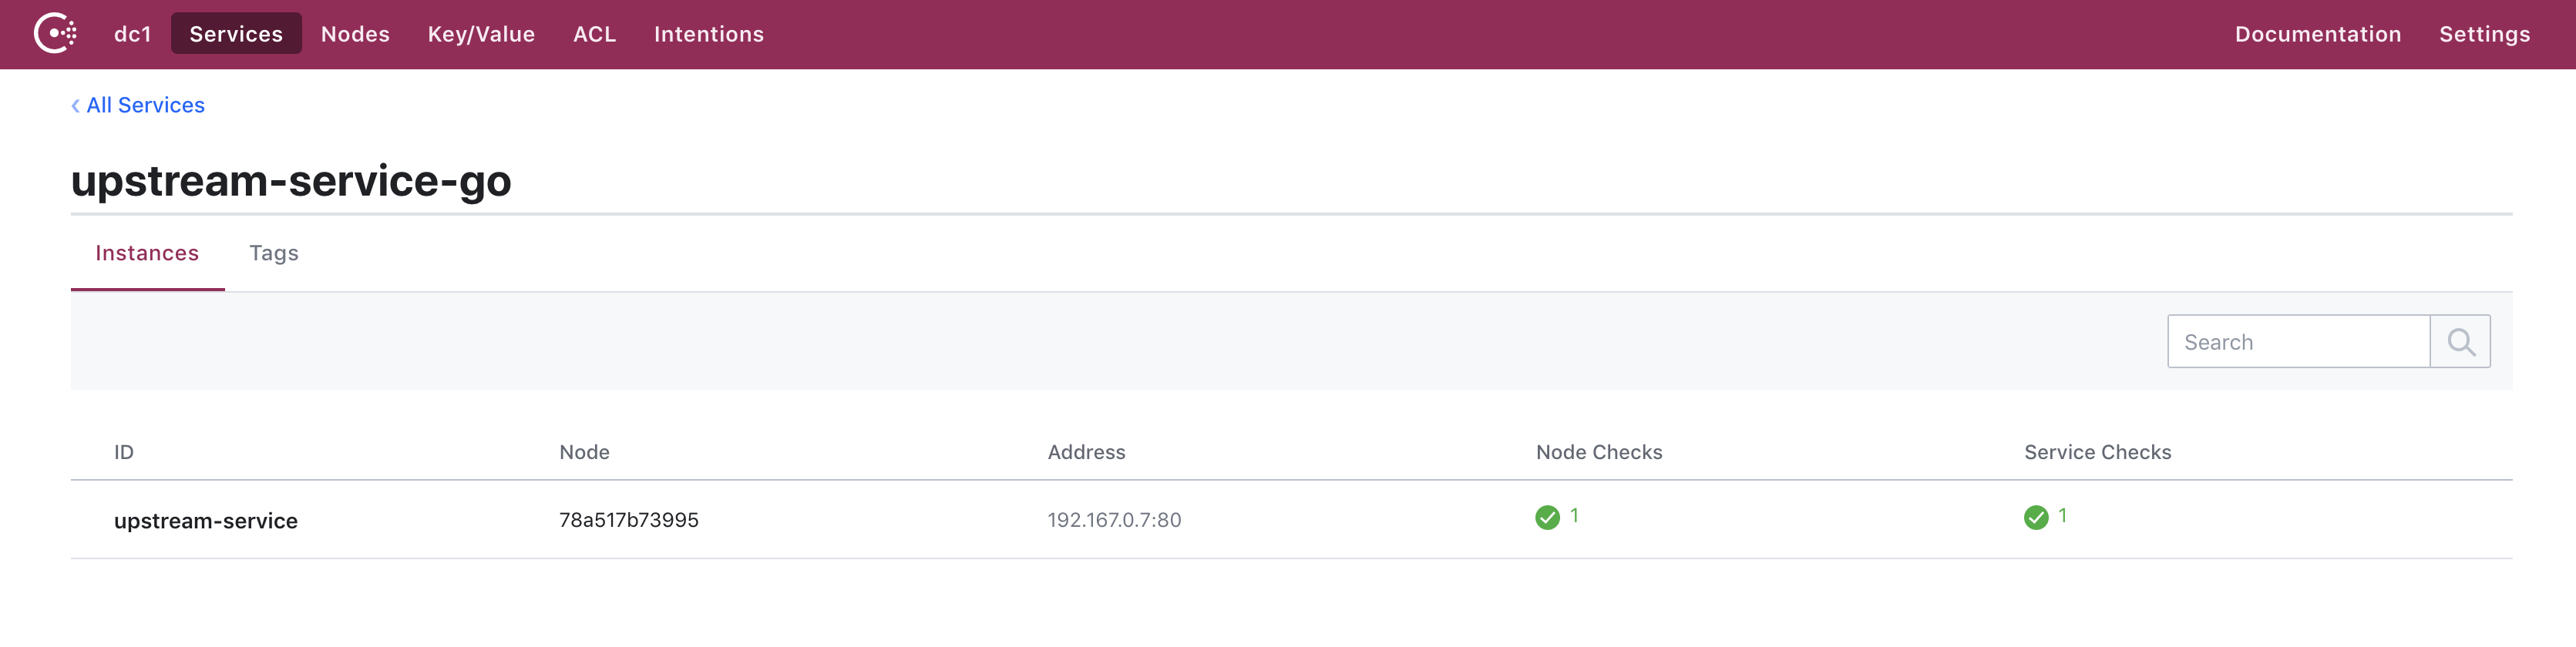 dc1 Services Nodes Key/Value ACL Intentions Documentation Settings
‹ All Services
upstream-service-go
Instances Tags
Search
ID Node Address Node Checks Service Checks
upstream-service 78a517b73995 192.167.0.7:80 1 1